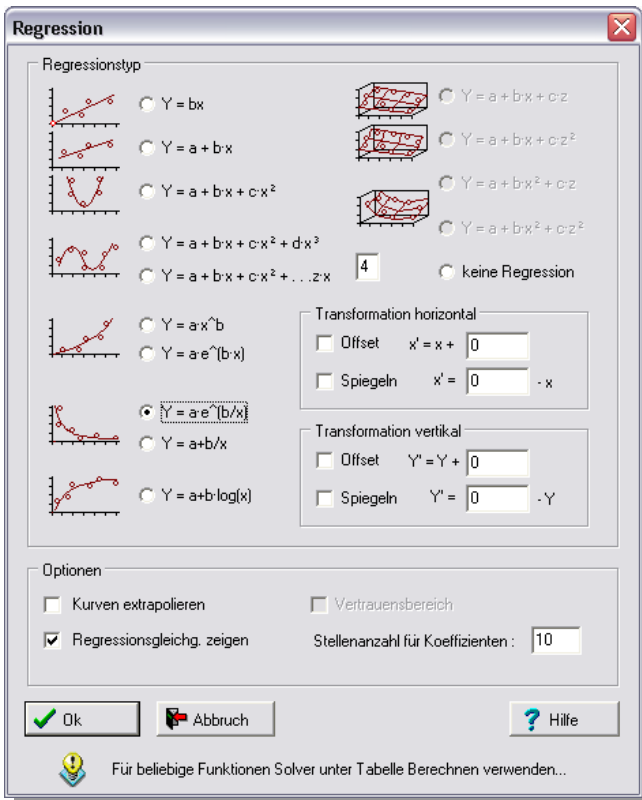 Regression
Regressionstyp
Y = bx
Y = a + b·x
Y = a + b·x + c·x²
Y = a + b·x + c·x² + d·x³
Y = a + b·x + c·x² + . . .z·x
4
Y = a·x^b
Y = a·e^(b·x)
Y = a·e^(b/x)
Y = a+b/x
Y = a+b·log(x)
Y = a + b·x + c·z
Y = a + b·x + c·z²
Y = a + b·x² + c·z
Y = a + b·x² + c·z²
keine Regression
Transformation horizontal
Offset x' = x + 0
Spiegeln x' = 0 - x
Transformation vertikal
Offset Y' = Y + 0
Spiegeln Y' = 0 - Y
Optionen
Kurven extrapolieren
Vertrauensbereich
Regressionsgleichg. zeigen
Stellenanzahl für Koeffizienten : 10
Ok
Abbruch
? Hilfe
Für beliebige Funktionen Solver unter Tabelle Berechnen verwenden...